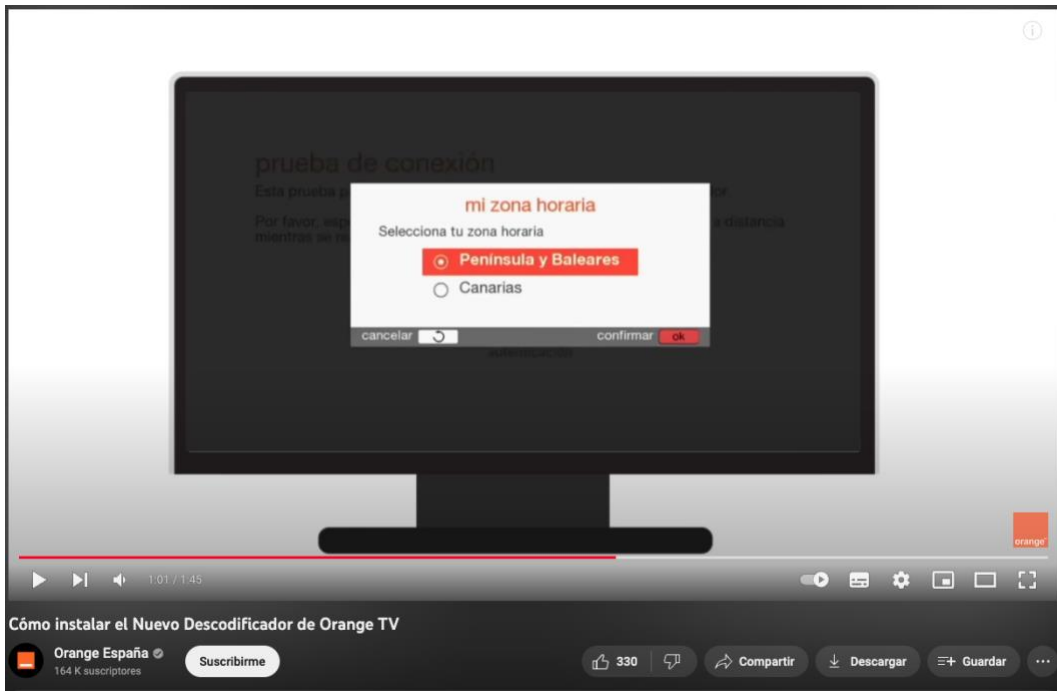 prueba de conexión
Esta prueba
Por favor,
a distancia
mientras se
mi zona horaria
Selecciona tu zona horaria
Península y Baleares
Canarias
cancelar
confirmar ok
autenticación
orange
1:01 / 1:45
Cómo instalar el Nuevo Descodificador de Orange TV
Orange España
164 K suscriptores
Suscribirme
330
Compartir
Descargar
Guardar